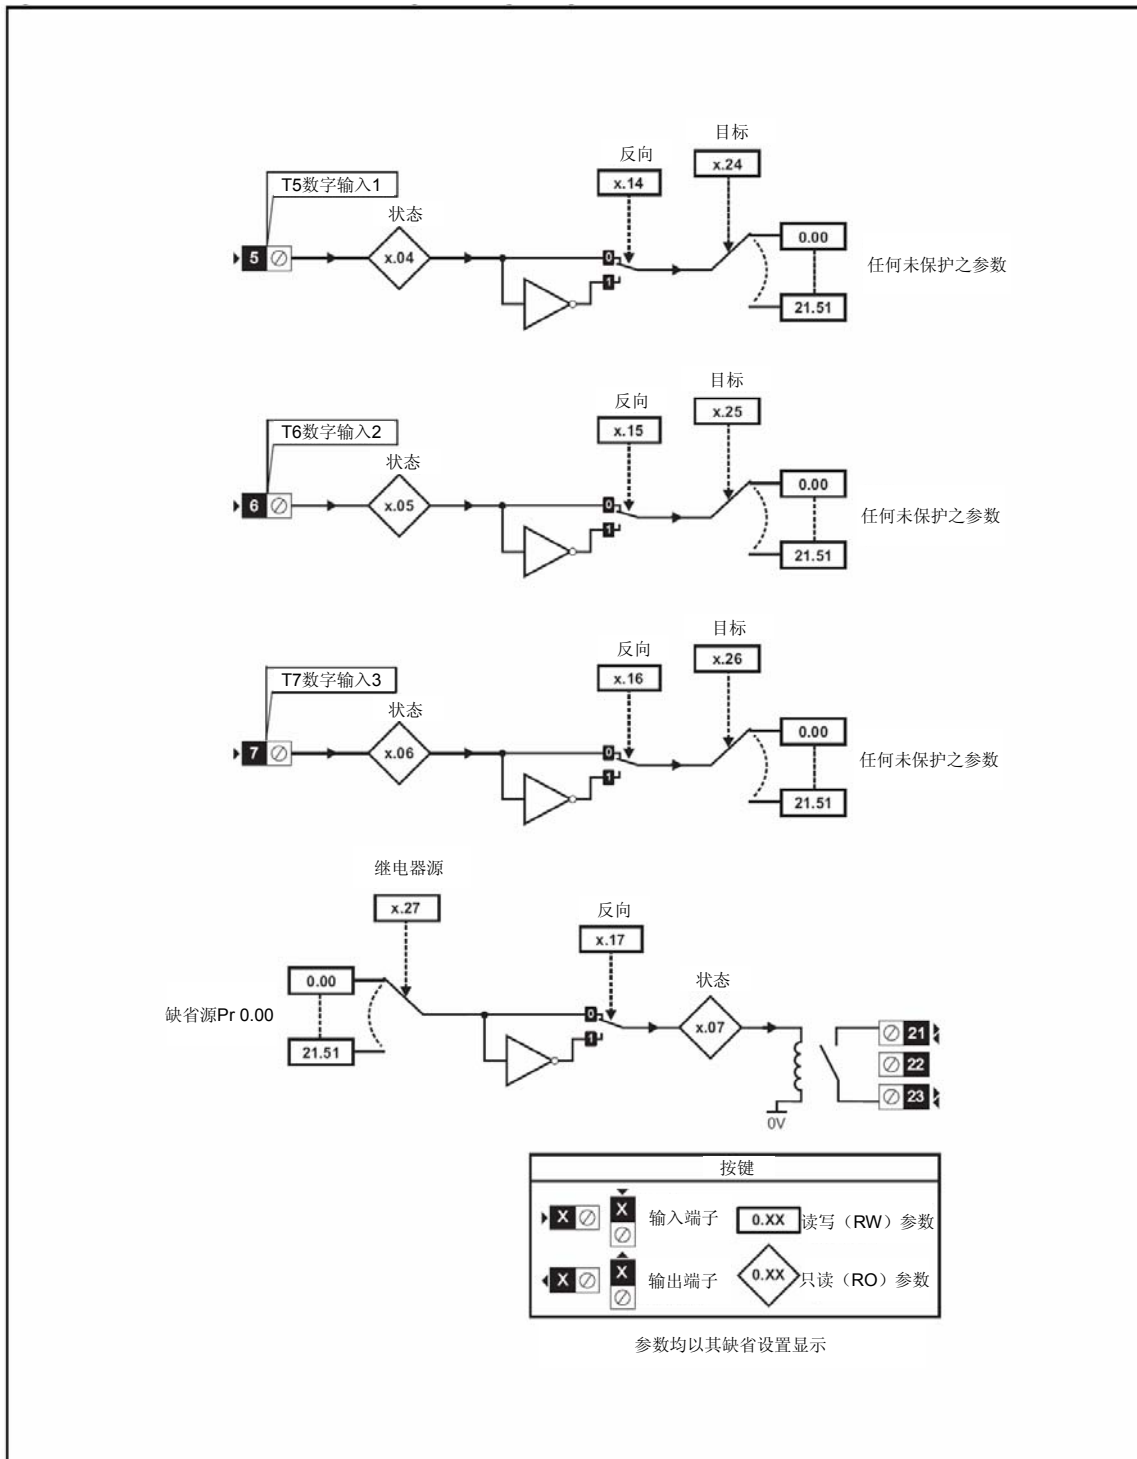 目标
反向
x.24
T5数字输入1
x.14
状态
0.00
5
x.04
0
任何未保护之参数
1
21.51
目标
反向
x.25
T6数字输入2
x.15
状态
0.00
6
x.05
0
任何未保护之参数
1
21.51
目标
反向
x.26
T7数字输入3
x.16
状态
0.00
7
x.06
0
任何未保护之参数
1
21.51
继电器源
x.27
反向
x.17
0.00
状态
缺省源Pr 0.00
0
x.07
21
1
21.51
22
23
0V
按键
X
X
输入端子
0.XX
读写（RW）参数
X
X
输出端子
0.XX
只读（RO）参数
参数均以其缺省设置显示